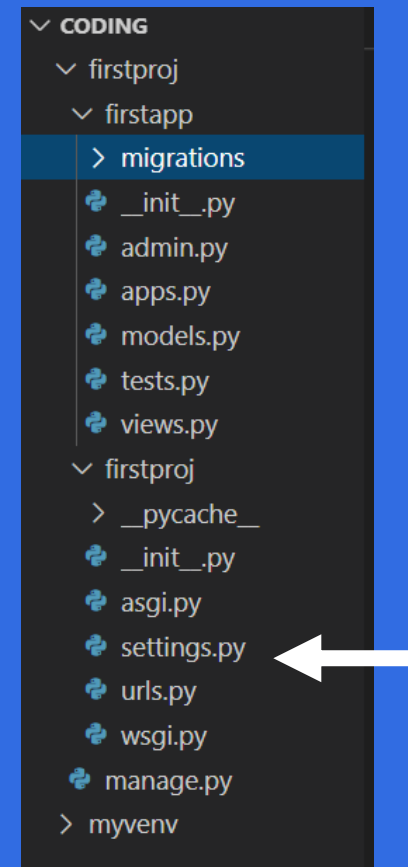 CODING
firstproj
firstapp
migrations
__init__.py
admin.py
apps.py
models.py
tests.py
views.py
firstproj
__pycache__
__init__.py
asgi.py
settings.py
urls.py
wsgi.py
manage.py
myvenv